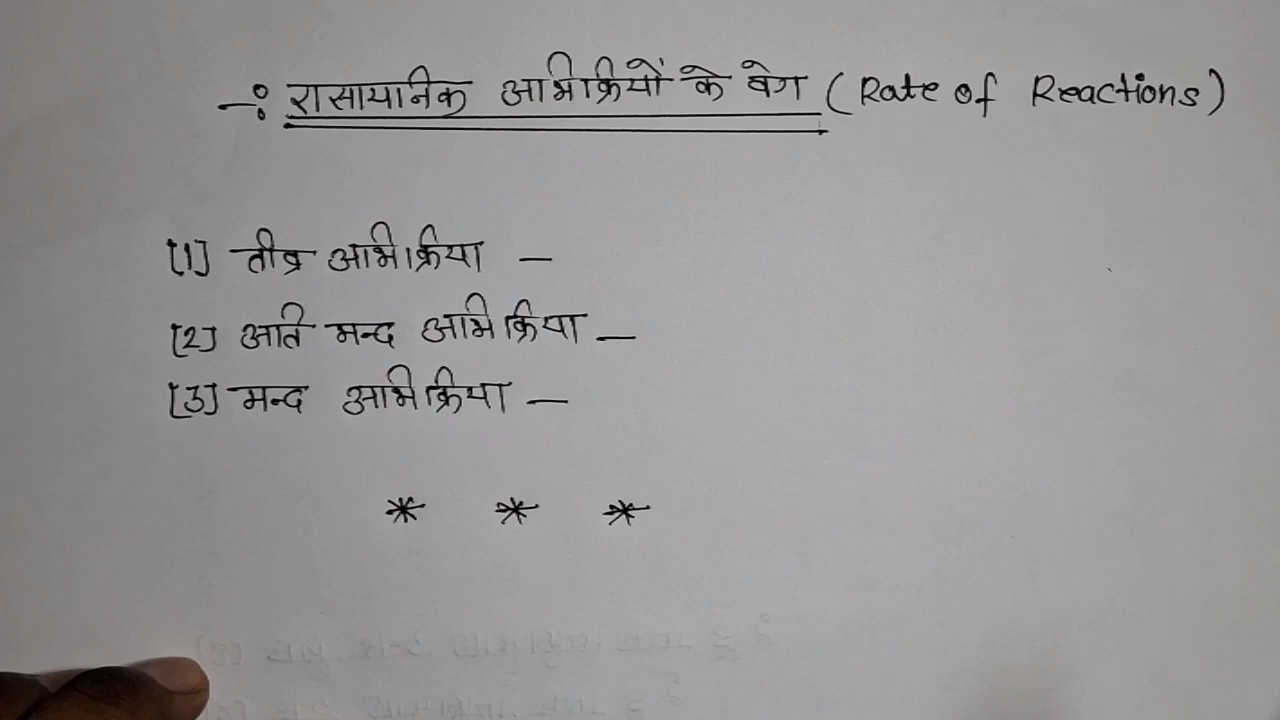 -: रासायनिक अभिक्रियों के वेग (Rate of Reactions)
[1] तीव्र अभिक्रिया –
[2] अति मन्द अभिक्रिया –
[3] मन्द अभिक्रिया –
* * *